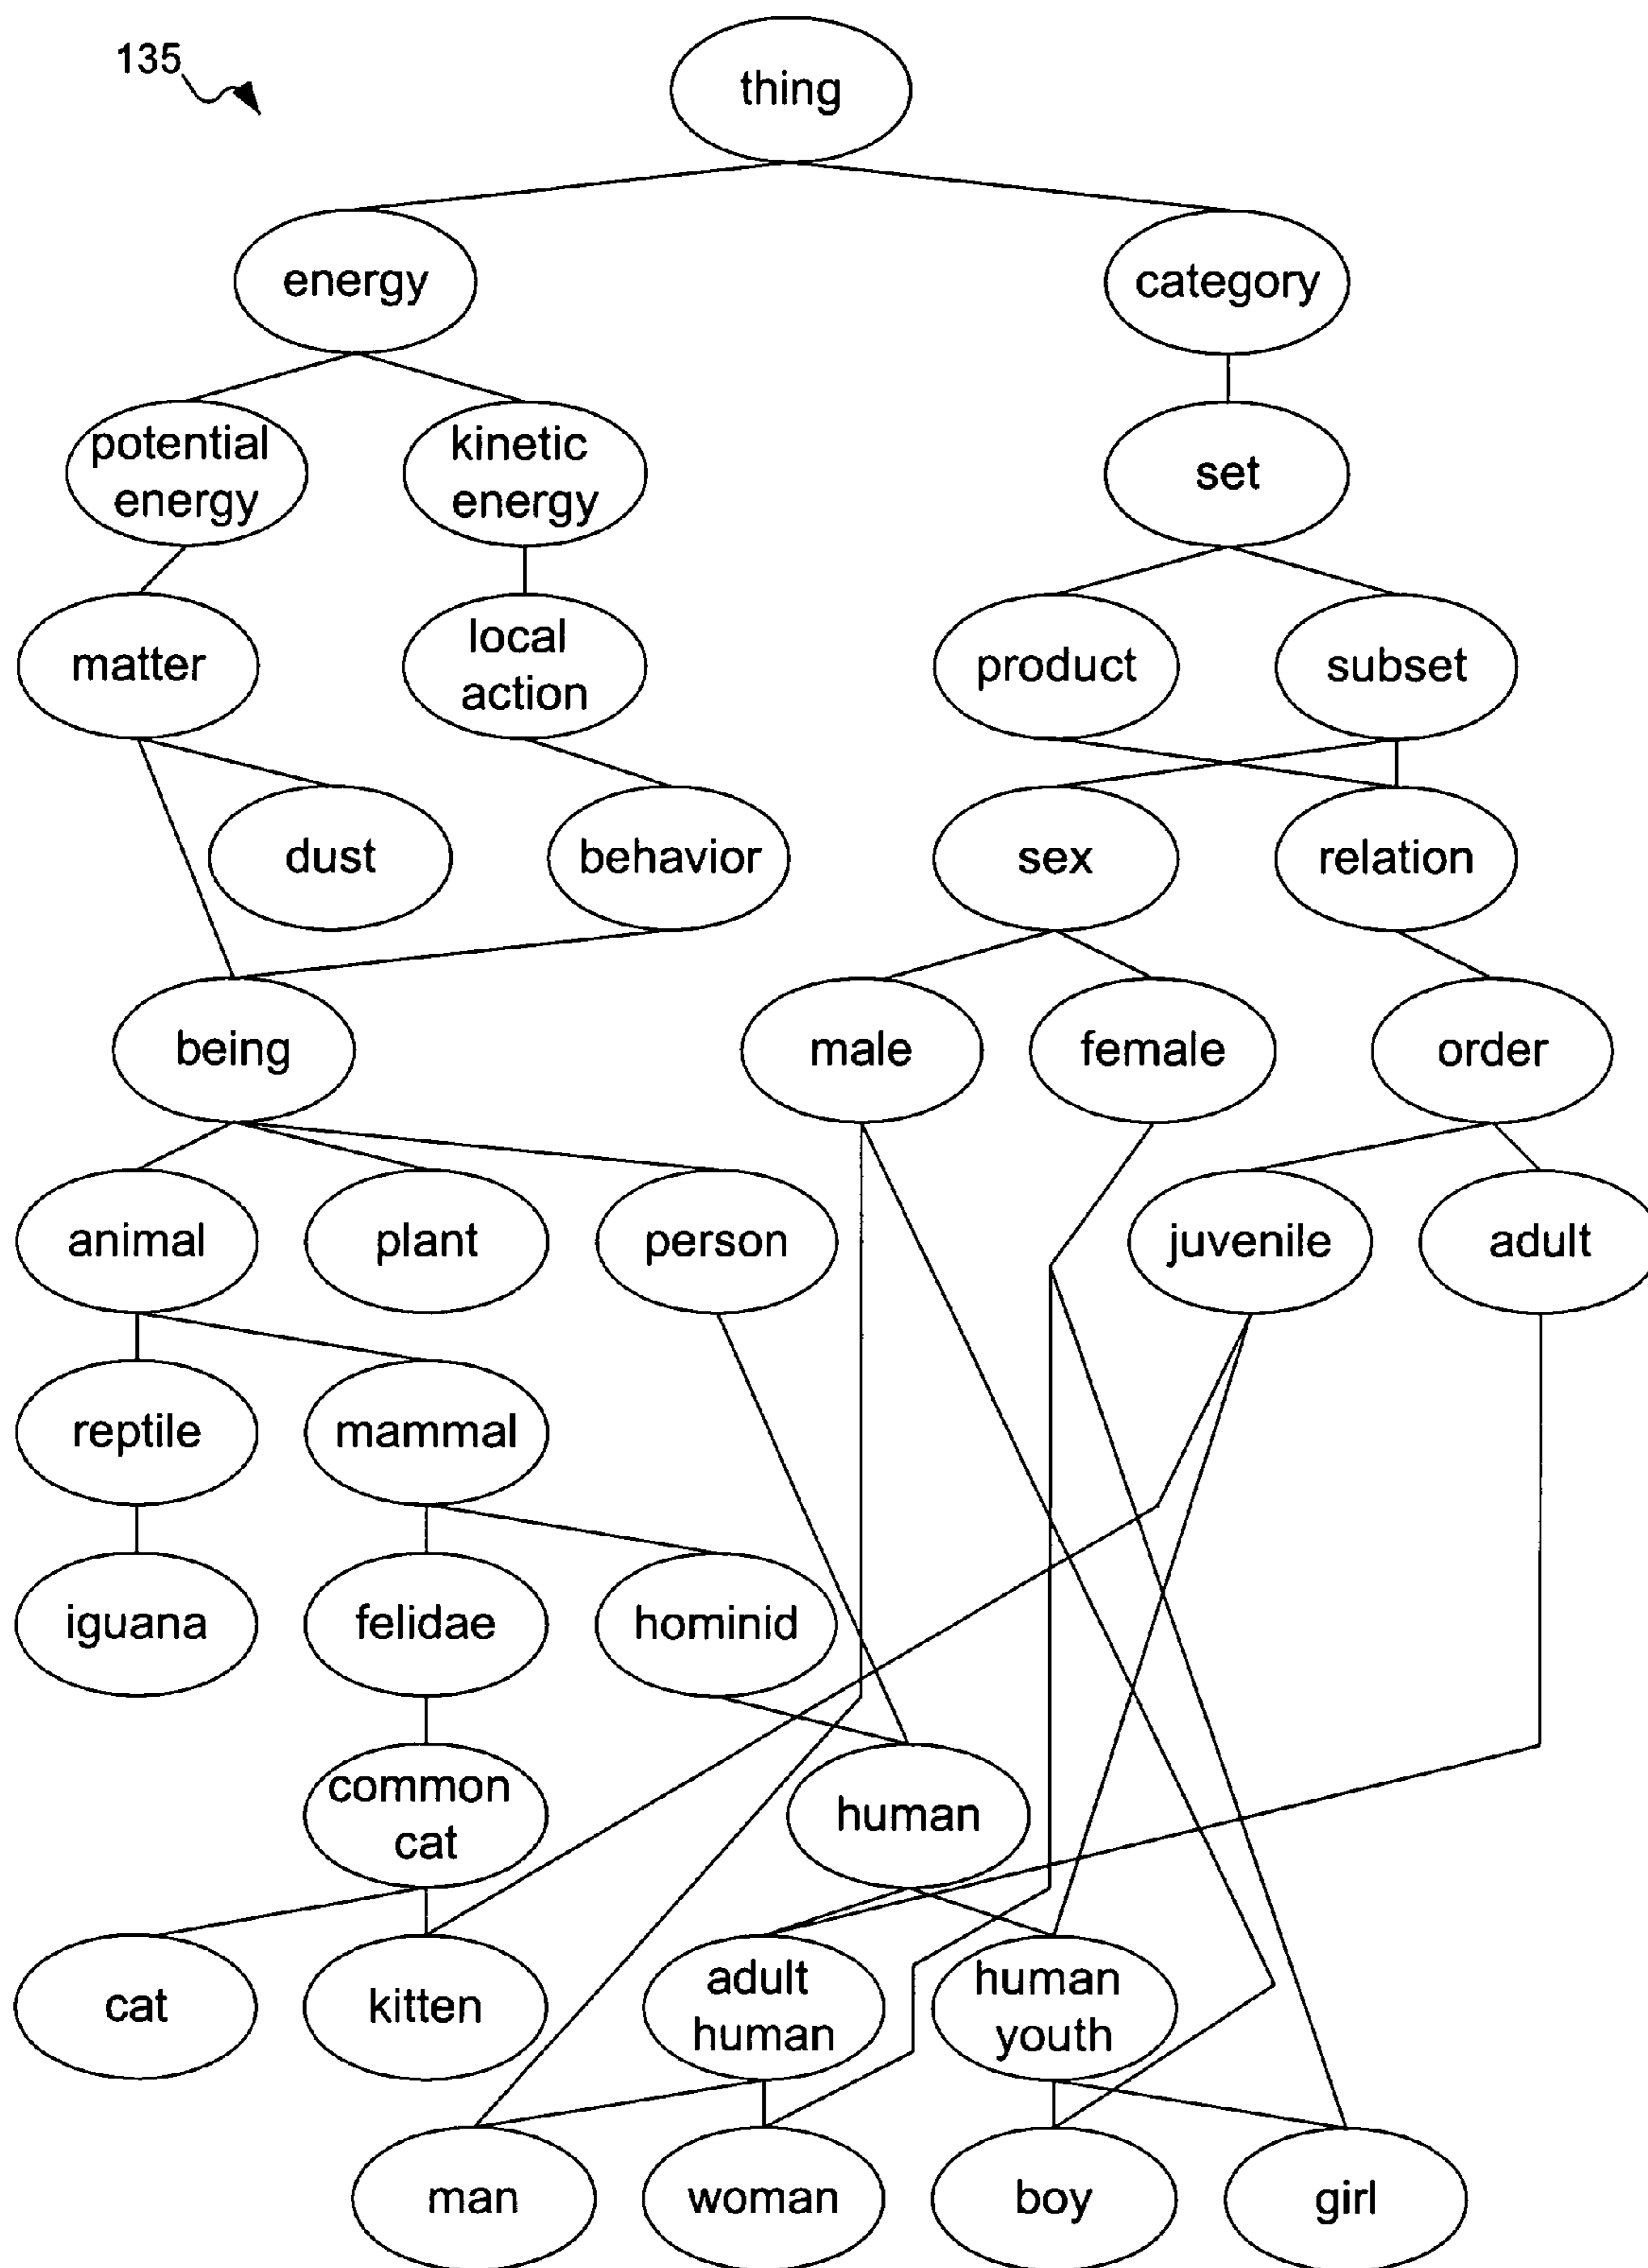 135
thing
energy
category
potential
energy
kinetic
energy
set
matter
local
action
product
subset
dust
behavior
sex
relation
being
male
female
order
animal
plant
person
juvenile
adult
reptile
mammal
iguana
felidae
hominid
common
cat
human
cat
kitten
adult
human
human
youth
man
woman
boy
girl